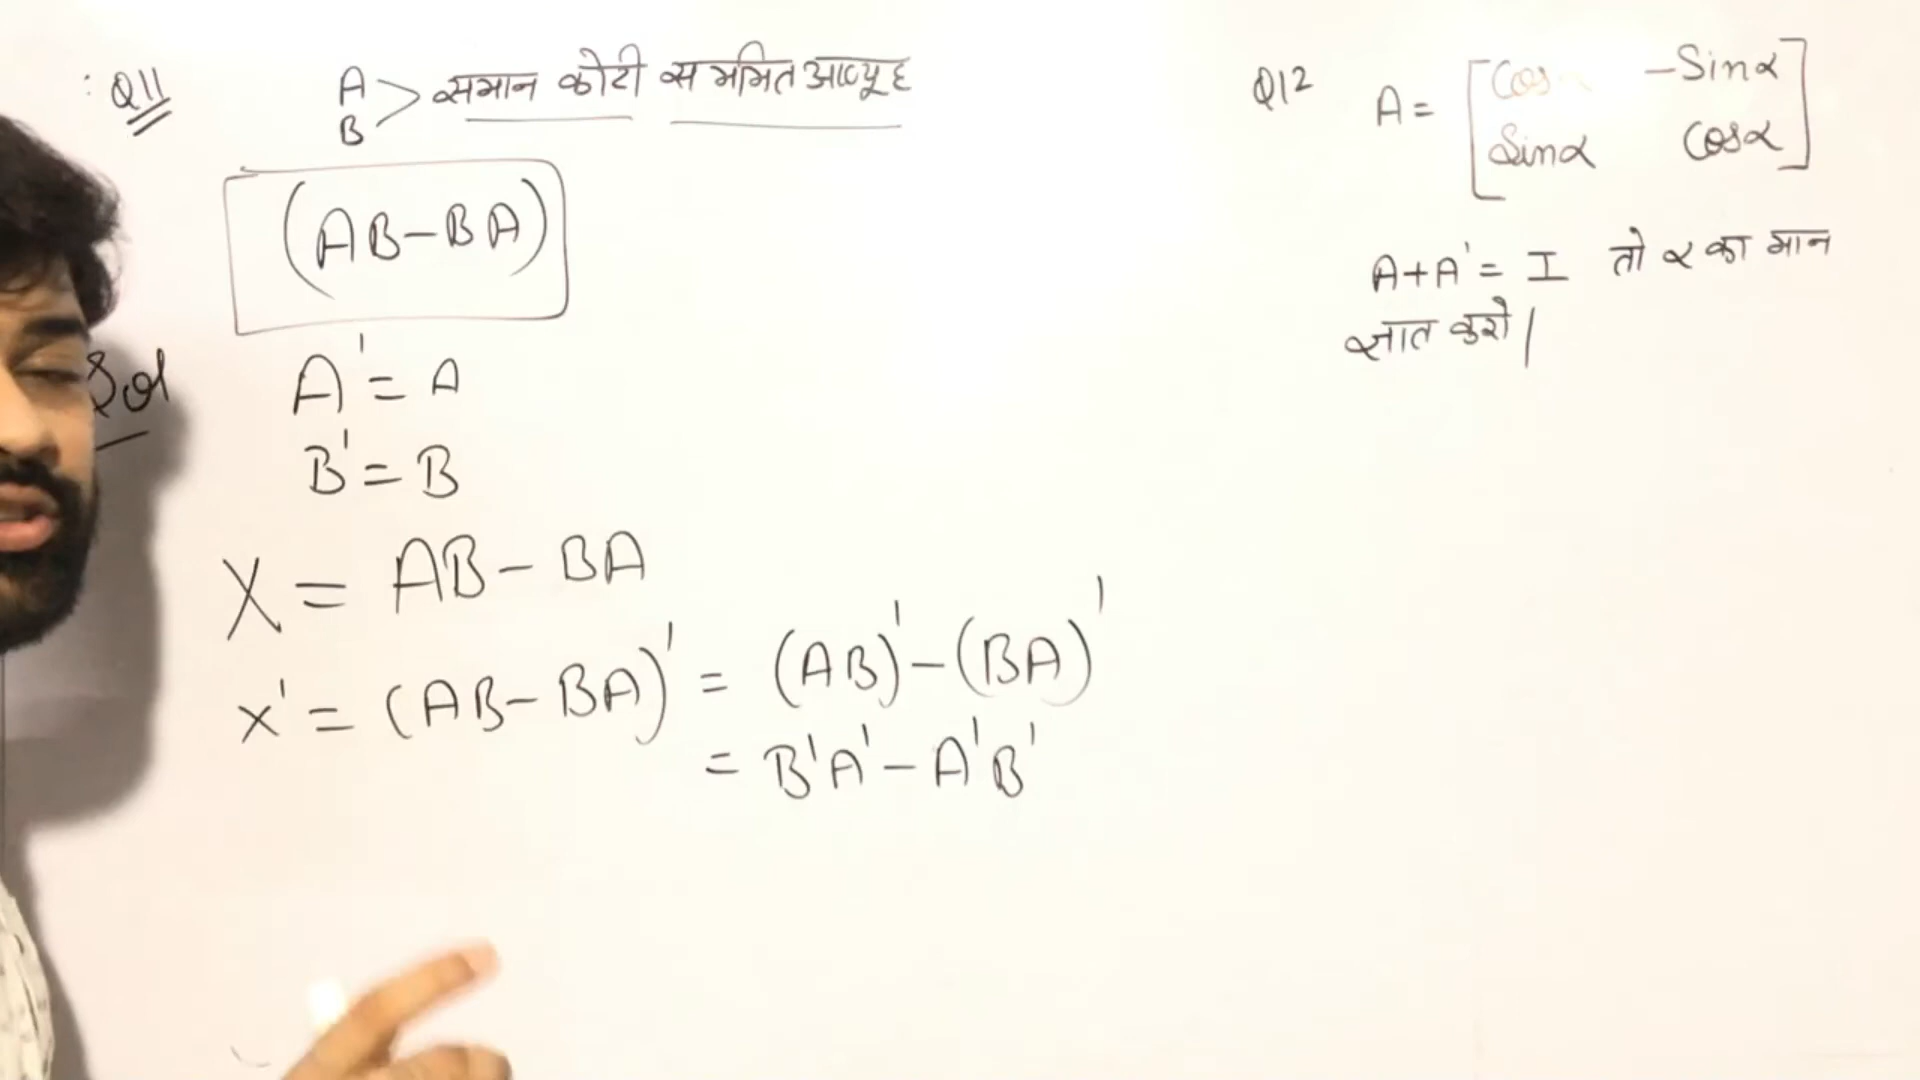 Q11 A B > समान कोटी सममित आव्यूह
(AB-BA)
Sol A' = A
B' = B
X = AB - BA
x' = (AB - BA)' = (AB)' - (BA)'
= B'A' - A'B'
Q12 A = [Cos -Sinα
Sinα Cosα]
A+A' = I तो α का मान
ज्ञात करो |